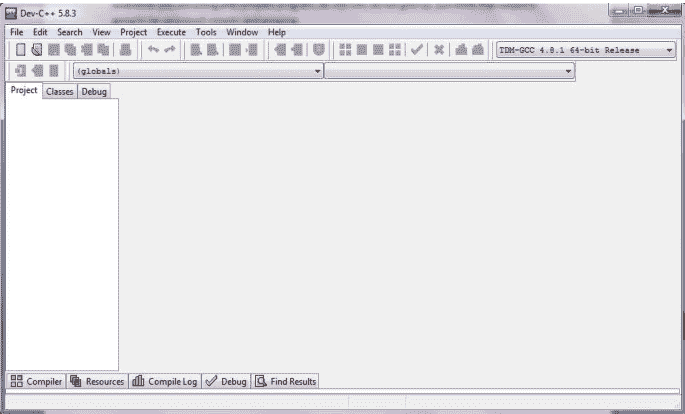 Dev-C++ 5.8.3
File Edit Search View Project Execute Tools Window Help
TDM-GCC 4.8.1 64-bit Release
(globals)
Project Classes Debug
Compiler Resources Compile Log Debug Find Results